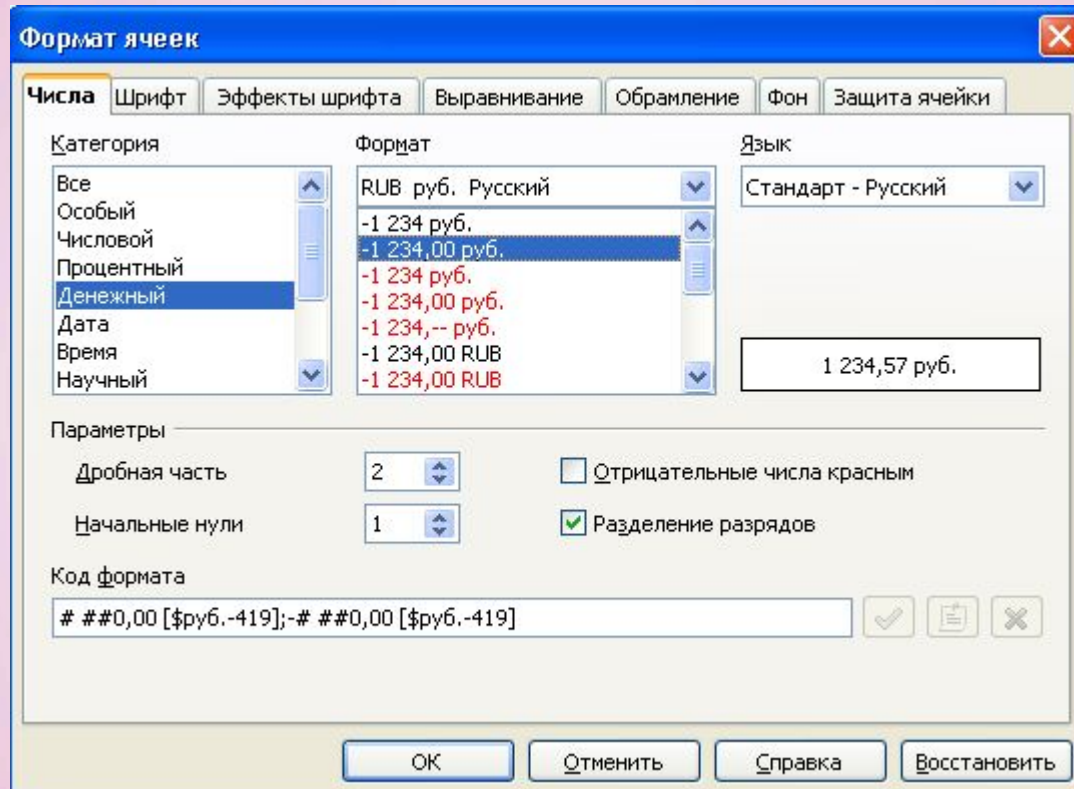 Формат ячеек
Числа Шрифт Эффекты шрифта Выравнивание Обрамление Фон Защита ячейки
Категория Формат Язык
Все
Особый
Числовой
Процентный
Денежный
Дата
Время
Научный
RUB руб. Русский
-1 234 руб.
-1 234,00 руб.
-1 234 руб.
-1 234,00 руб.
-1 234,-- руб.
-1 234,00 RUB
-1 234,00 RUB
Стандарт - Русский
1 234,57 руб.
Параметры
Дробная часть 2 Отрицательные числа красным
Начальные нули 1 Разделение разрядов
Код формата
# ##0,00 [$руб.-419];-# ##0,00 [$руб.-419]
ОК Отменить Справка Восстановить